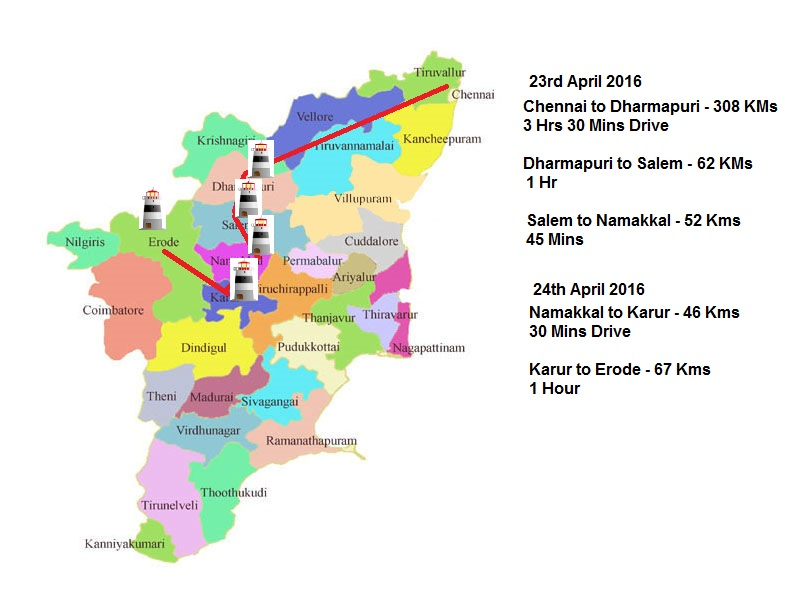 Tiruvallur
Chennai
Vellore
Kancheepuram
Krishnagiri
Tiruvannamalai
Villupuram
Cuddalore
Nilgiris
Erode
Permabalur
Ariyalur
Coimbatore
Thanjavur
Thiravarur
Dindigul
Pudukkottai
Nagapattinam
Theni
Madurai
Sivagangai
Virdhunagar
Ramanathapuram
Thoothukudi
Tirunelveli
Kanniyakumari
23rd April 2016
Chennai to Dharmapuri - 308 KMs
3 Hrs 30 Mins Drive
Dharmapuri to Salem - 62 KMs
1 Hr
Salem to Namakkal - 52 Kms
45 Mins
24th April 2016
Namakkal to Karur - 46 Kms
30 Mins Drive
Karur to Erode - 67 Kms
1 Hour